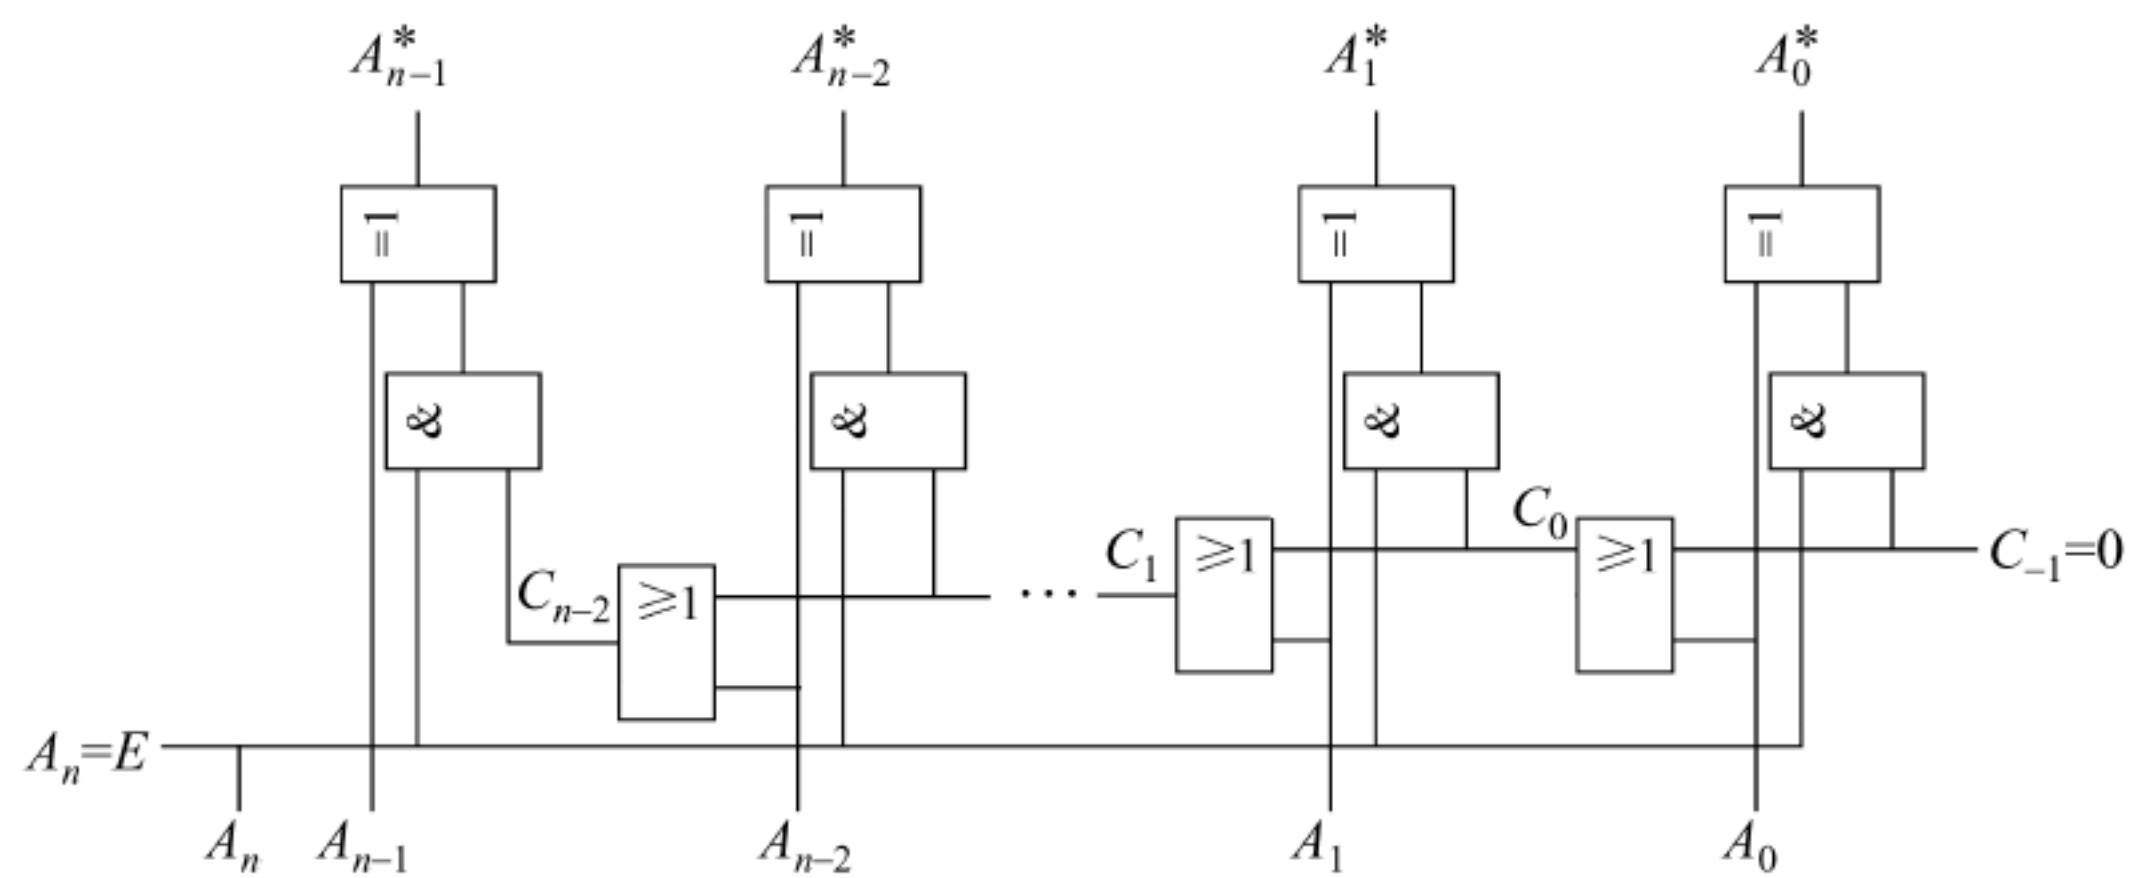 A*n−1 A*n−2 A*1 A*0
=1 =1 =1 =1
& & & &
Cn−2 ≥1 ··· C1 ≥1 C0 ≥1 C−1=0
An=E
An An−1 An−2 A1 A0